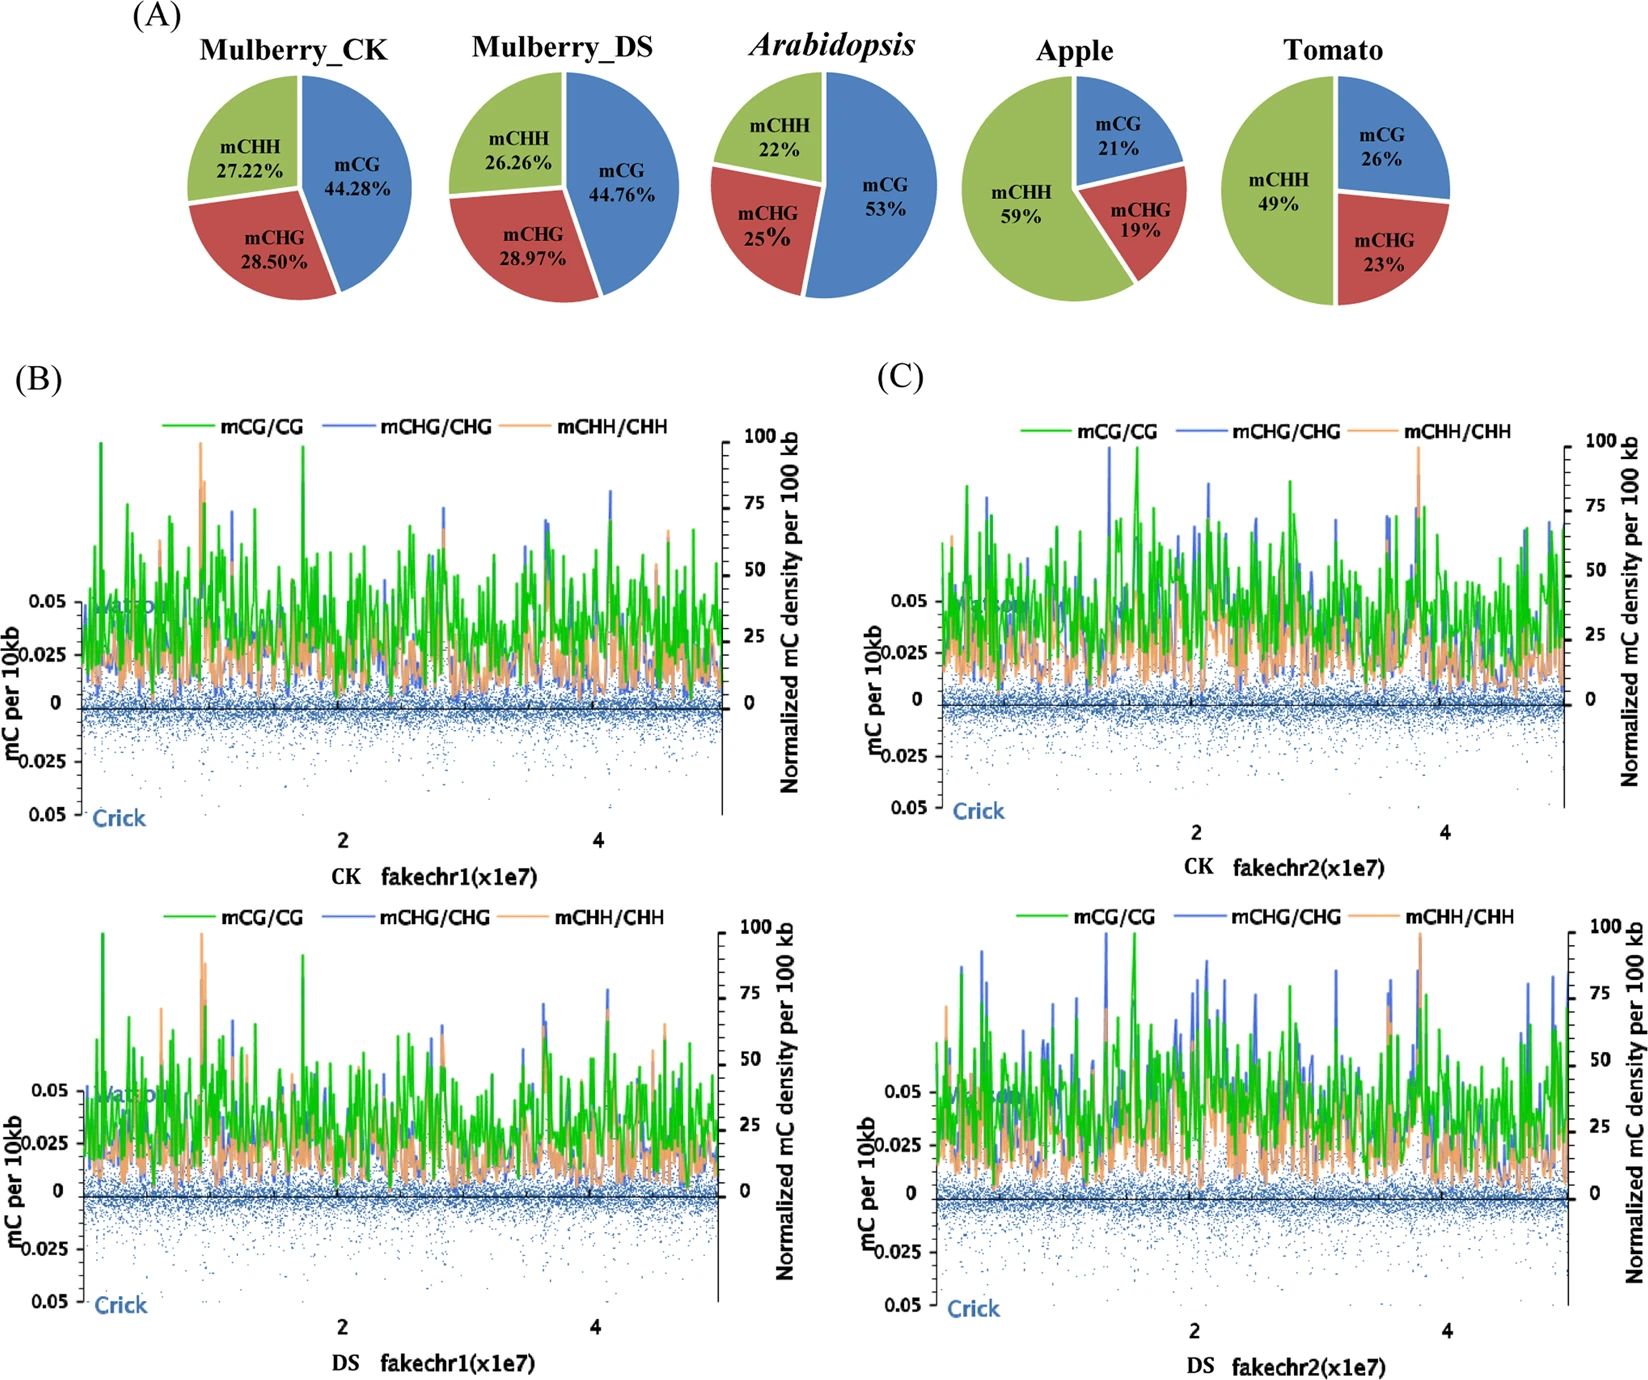 (A)
Mulberry_CK
mCHH
27.22%
mCG
44.28%
mCHG
28.50%
Mulberry_DS
mCHH
26.26%
mCG
44.76%
mCHG
28.97%
Arabidopsis
mCHH
22%
mCG
53%
mCHG
25%
Apple
mCG
21%
mCHH
59%
mCHG
19%
Tomato
mCG
26%
mCHH
49%
mCHG
23%
(B)
mCG/CG mCHG/CHG mCHH/CHH
mC per 10kb
0.05
0.025
0
0.025
0.05
Watson
Crick
100
75
50
25
0
Normalized mC density per 100 kb
2 4
CK fakechr1(x1e7)
(C)
mCG/CG mCHG/CHG mCHH/CHH
mC per 10kb
0.05
0.025
0
0.025
0.05
Watson
Crick
100
75
50
25
0
Normalized mC density per 100 kb
2 4
CK fakechr2(x1e7)
mCG/CG mCHG/CHG mCHH/CHH
mC per 10kb
0.05
0.025
0
0.025
0.05
Watson
Crick
100
75
50
25
0
Normalized mC density per 100 kb
2 4
DS fakechr1(x1e7)
mCG/CG mCHG/CHG mCHH/CHH
mC per 10kb
0.05
0.025
0
0.025
0.05
Watson
Crick
100
75
50
25
0
Normalized mC density per 100 kb
2 4
DS fakechr2(x1e7)